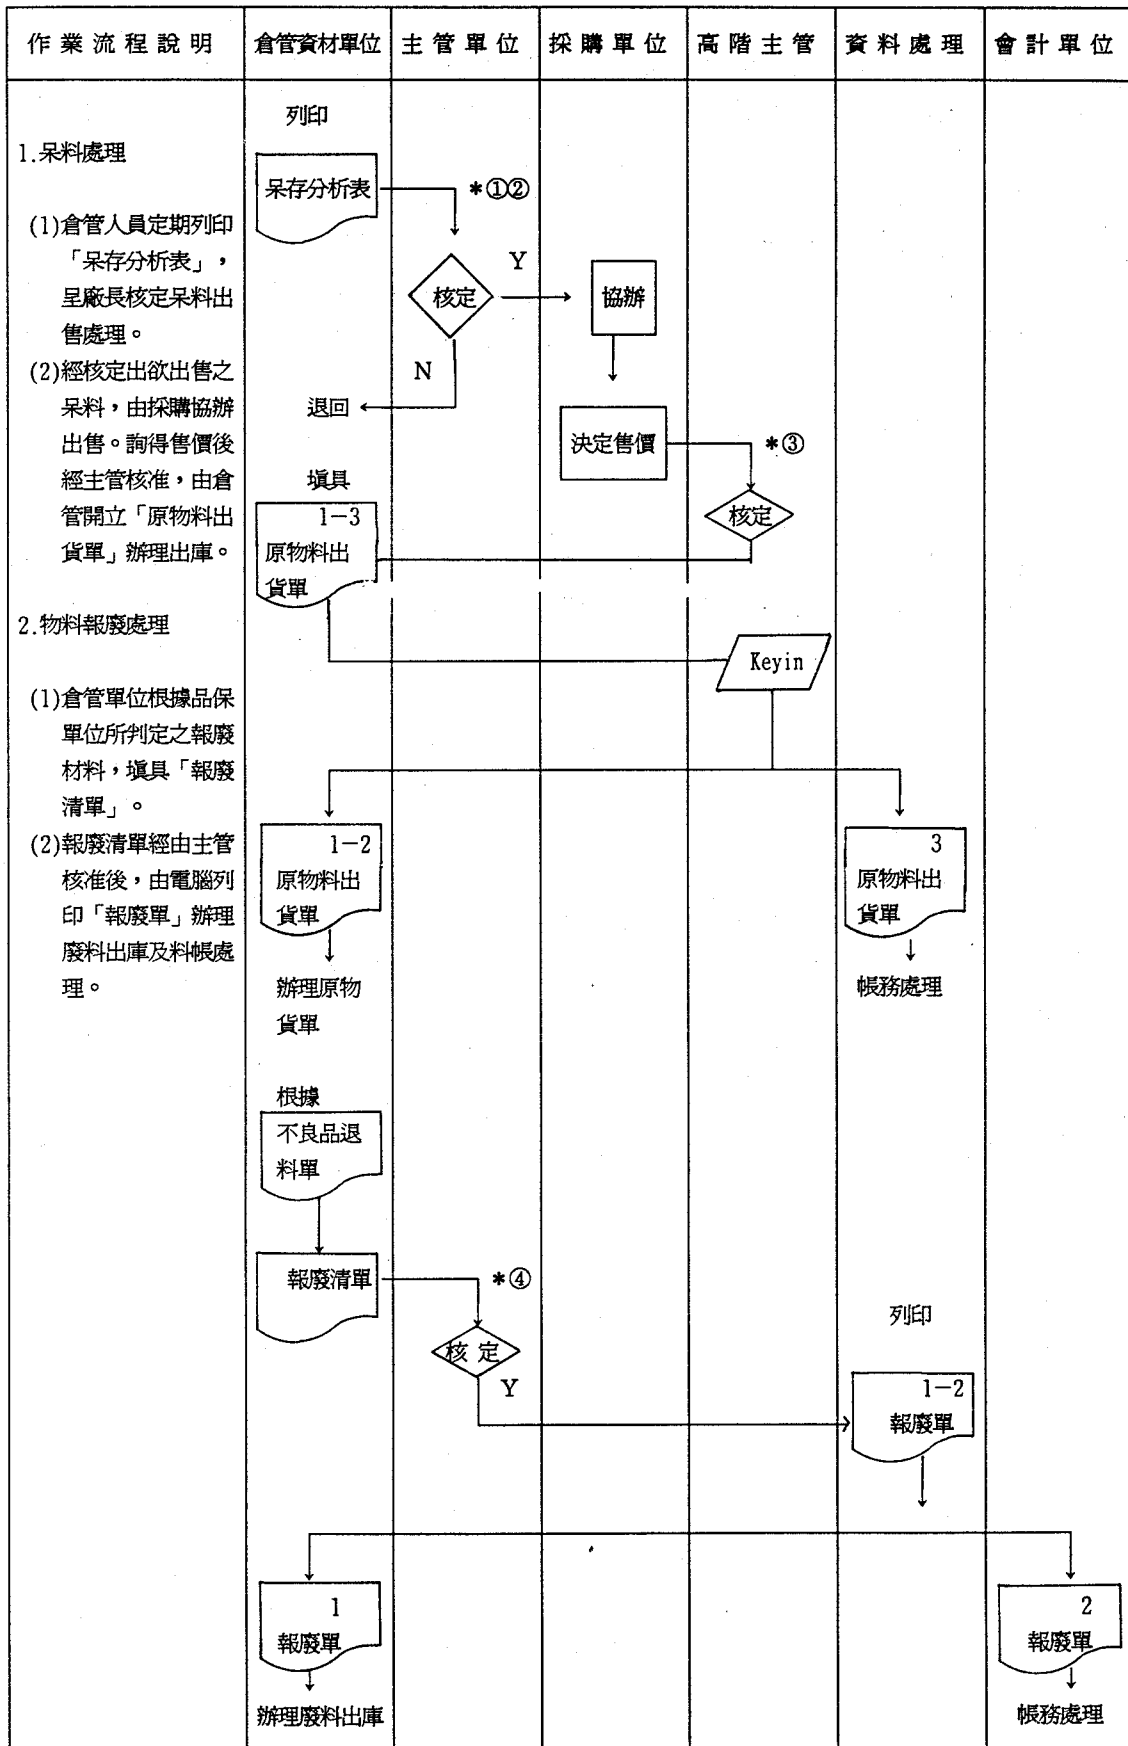 作業流程說明 倉管資材單位 主管單位 採購單位 高階主管 資料處理 會計單位
1.呆料處理
(1)倉管人員定期列印
「呆存分析表」，
呈廠長核定呆料出
售處理。
(2)經核定出欲出售之
呆料，由採購協辦
出售。詢得售價後
經主管核准，由倉
管開立「原物料出
貨單」辦理出庫。
2.物料報廢處理
(1)倉管單位根據品保
單位所判定之報廢
材料，塡具「報廢
清單」。
(2)報廢清單經由主管
核准後，由電腦列
印「報廢單」辦理
廢料出庫及料帳處
理。
列印
呆存分析表
*①②
核定
Y
協辦
N
退回
決定售價
*③
核定
塡具
1-3
原物料出
貨單
Keyin
1-2
原物料出
貨單
3
原物料出
貨單
辦理原物
貨單
帳務處理
根據
不良品退
料單
報廢清單
*④
核定
Y
列印
1-2
報廢單
1
報廢單
2
報廢單
辦理廢料出庫
帳務處理